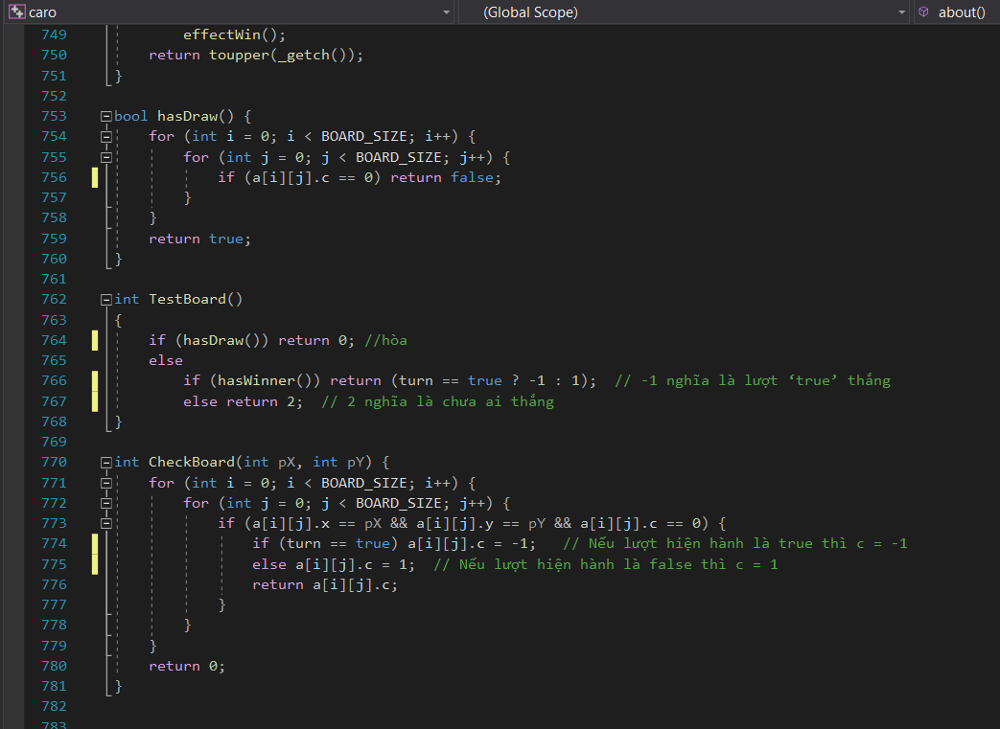 caro (Global Scope) about()
749 effectWin();
750 return toupper(_getch());
751 }
752
753 bool hasDraw() {
754 for (int i = 0; i < BOARD_SIZE; i++) {
755 for (int j = 0; j < BOARD_SIZE; j++) {
756 if (a[i][j].c == 0) return false;
757 }
758 }
759 return true;
760 }
761
762 int TestBoard()
763 {
764 if (hasDraw()) return 0; //hòa
765 else
766 if (hasWinner()) return (turn == true ? -1 : 1); // -1 nghĩa là lượt ‘true’ thắng
767 else return 2; // 2 nghĩa là chưa ai thắng
768 }
769
770 int CheckBoard(int pX, int pY) {
771 for (int i = 0; i < BOARD_SIZE; i++) {
772 for (int j = 0; j < BOARD_SIZE; j++) {
773 if (a[i][j].x == pX && a[i][j].y == pY && a[i][j].c == 0) {
774 if (turn == true) a[i][j].c = -1; // Nếu lượt hiện hành là true thì c = -1
775 else a[i][j].c = 1; // Nếu lượt hiện hành là false thì c = 1
776 return a[i][j].c;
777 }
778 }
779 }
780 return 0;
781 }
782
783